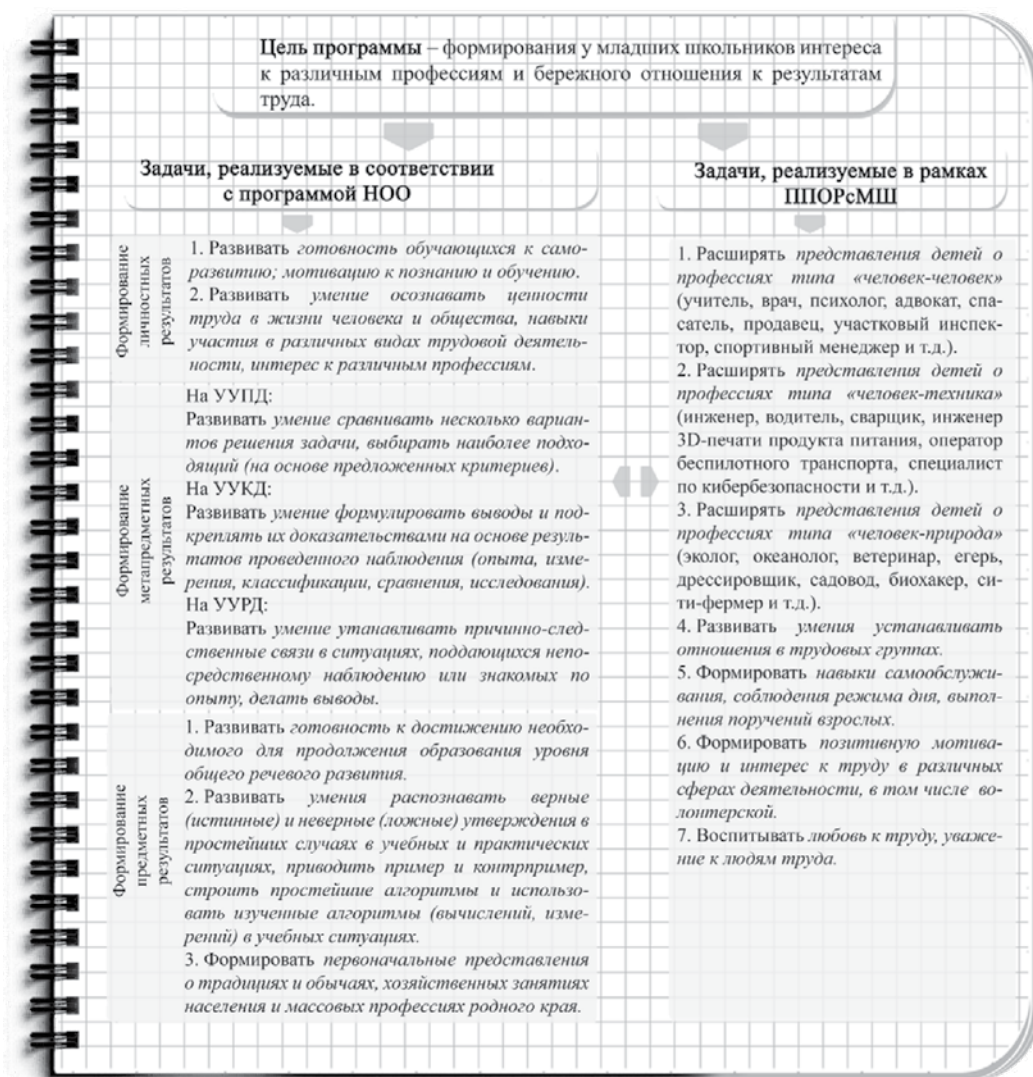 Цель программы – формирования у младших школьников интереса
к различным профессиям и бережного отношения к результатам
труда.
Задачи, реализуемые в соответствии
с программой НОО
Формирование
личностных
результатов
1. Развивать готовность обучающихся к само-
развитию; мотивацию к познанию и обучению.
2. Развивать умение осознавать ценности
труда в жизни человека и общества, навыки
участия в различных видах трудовой деятель-
ности, интерес к различным профессиям.
Формирование
метапредметных
результатов
На УУПД:
Развивать умение сравнивать несколько вариан-
тов решения задачи, выбирать наиболее подхо-
дящий (на основе предложенных критериев).
На УУКД:
Развивать умение формулировать выводы и под-
креплять их доказательствами на основе резуль-
татов проведенного наблюдения (опыта, изме-
рения, классификации, сравнения, исследования).
На УУРД:
Развивать умение утанавливать причинно-след-
ственные связи в ситуациях, поддающихся непо-
средственному наблюдению или знакомых по
опыту, делать выводы.
Формирование
предметных
результатов
1. Развивать готовность к достижению необхо-
димого для продолжения образования уровня
общего речевого развития.
2. Развивать умения распознавать верные
(истинные) и неверные (ложные) утверждения в
простейших случаях в учебных и практических
ситуациях, приводить пример и контрпример,
строить простейшие алгоритмы и использо-
вать изученные алгоритмы (вычислений, изме-
рений) в учебных ситуациях.
3. Формировать первоначальные представления
о традициях и обычаях, хозяйственных занятиях
населения и массовых профессиях родного края.
Задачи, реализуемые в рамках
ППОРсМШ
1. Расширять представления детей о
профессиях типа «человек-человек»
(учитель, врач, психолог, адвокат, спа-
сатель, продавец, участковый инспек-
тор, спортивный менеджер и т.д.).
2. Расширять представления детей о
профессиях типа «человек-техника»
(инженер, водитель, сварщик, инженер
3D-печати продукта питания, оператор
беспилотного транспорта, специалист
по кибербезопасности и т.д.).
3. Расширять представления детей о
профессиях типа «человек-природа»
(эколог, океанолог, ветеринар, егерь,
дрессировщик, садовод, биохакер, си-
ти-фермер и т.д.).
4. Развивать умения устанавливать
отношения в трудовых группах.
5. Формировать навыки самообслужи-
вания, соблюдения режима дня, выпол-
нения поручений взрослых.
6. Формировать позитивную мотива-
цию и интерес к труду в различных
сферах деятельности, в том числе во-
лонтерской.
7. Воспитывать любовь к труду, уваже-
ние к людям труда.